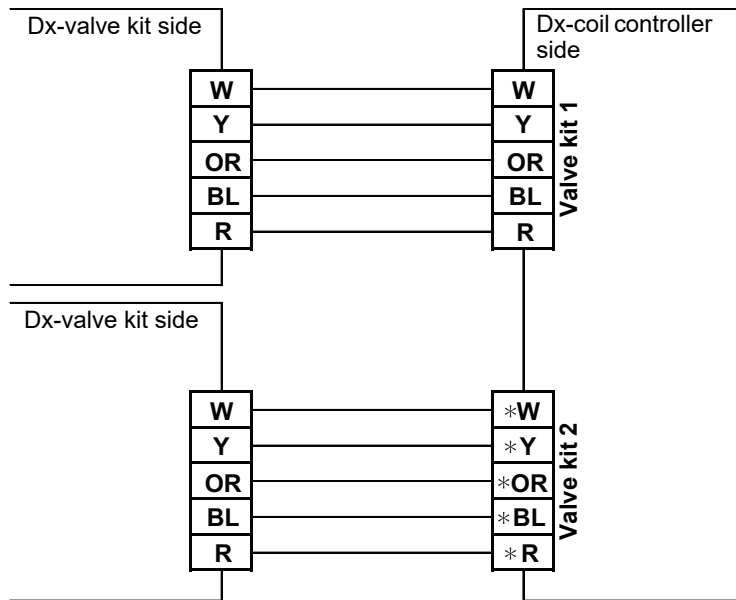 Dx-valve kit side
Dx-coil controller
side
W
W
Y
Y
OR
OR
BL
BL
R
R
Valve kit 1
Dx-valve kit side
W
*W
Y
*Y
OR
*OR
BL
*BL
R
*R
Valve kit 2